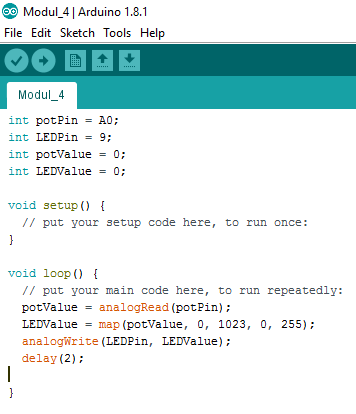 Modul_4 | Arduino 1.8.1
File Edit Sketch Tools Help
Modul_4
int potPin = A0;
int LEDPin = 9;
int potValue = 0;
int LEDValue = 0;
void setup() {
  // put your setup code here, to run once:
}
void loop() {
  // put your main code here, to run repeatedly:
  potValue = analogRead(potPin);
  LEDValue = map(potValue, 0, 1023, 0, 255);
  analogWrite(LEDPin, LEDValue);
  delay(2);
}